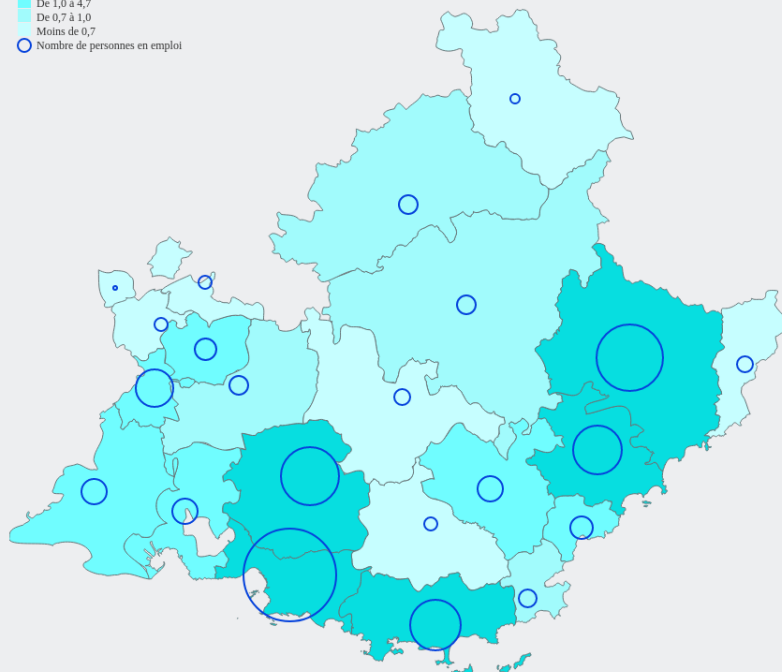 De 1,0 à 4,7
De 0,7 à 1,0
Moins de 0,7
Nombre de personnes en emploi